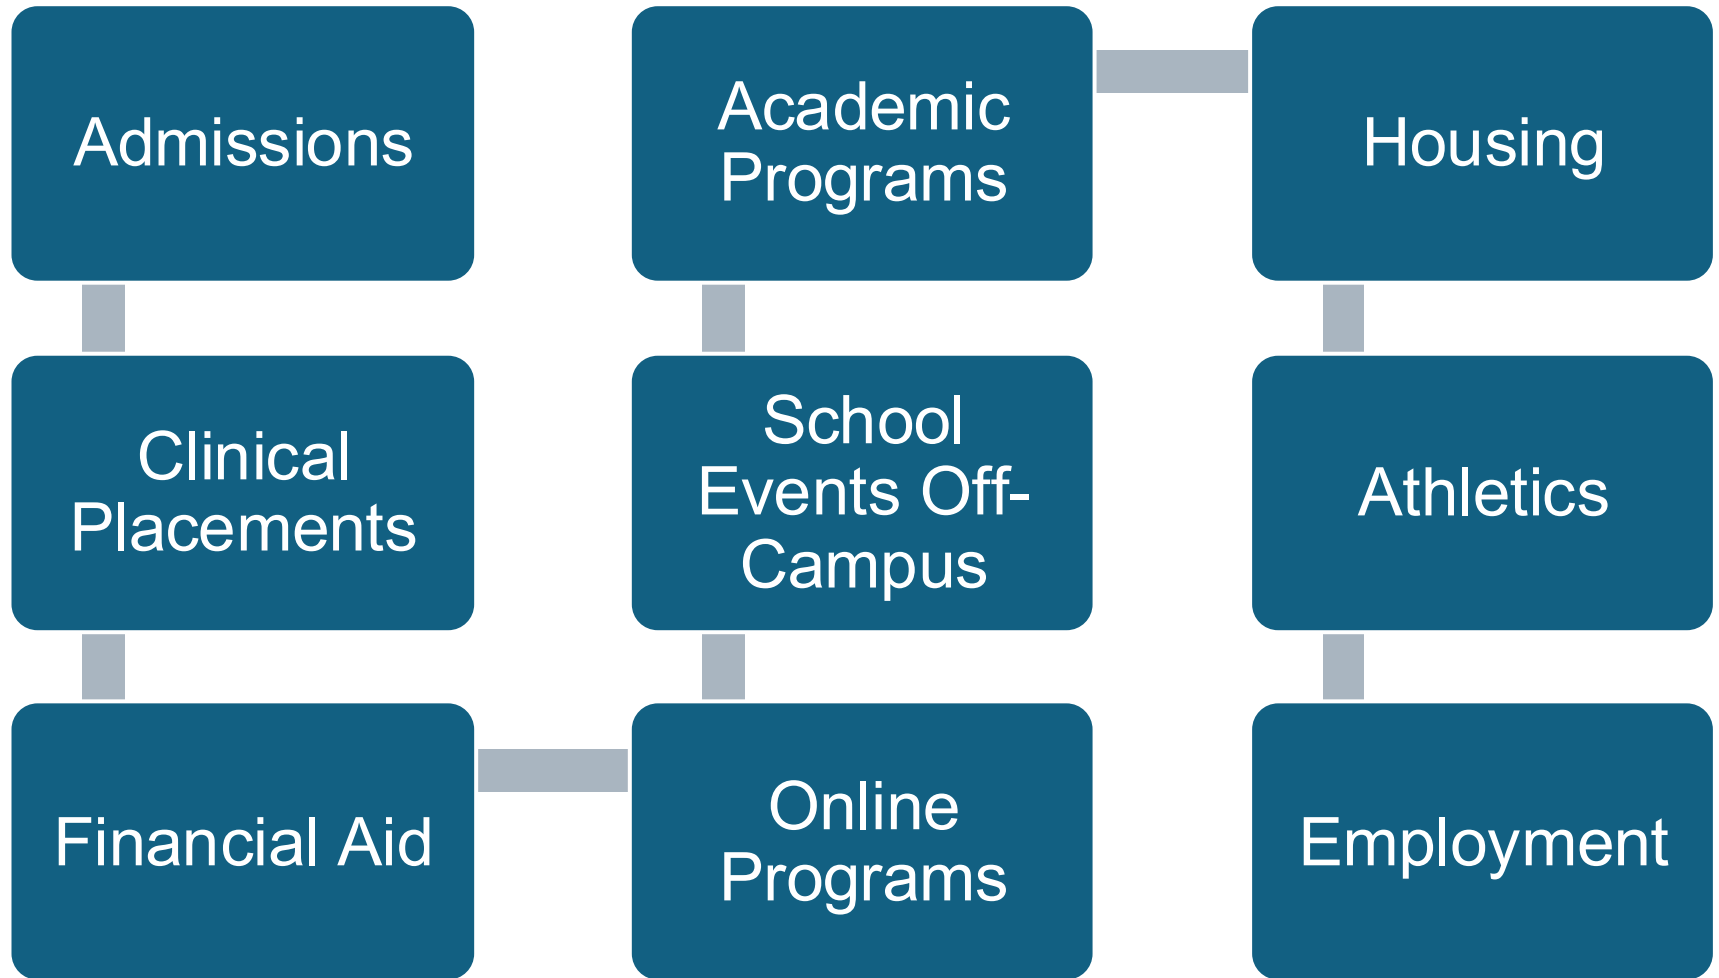 Admissions
Clinical
Placements
Financial Aid
Online
Programs
School
Events Off-
Campus
Academic
Programs
Housing
Athletics
Employment